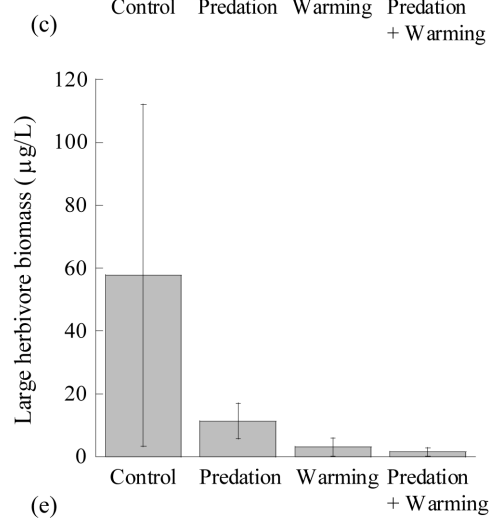 (c)
Control Predation Warming Predation
+ Warming
Large herbivore biomass (μg/L)
120
100
80
60
40
20
0
Control Predation Warming Predation
+ Warming
(e)